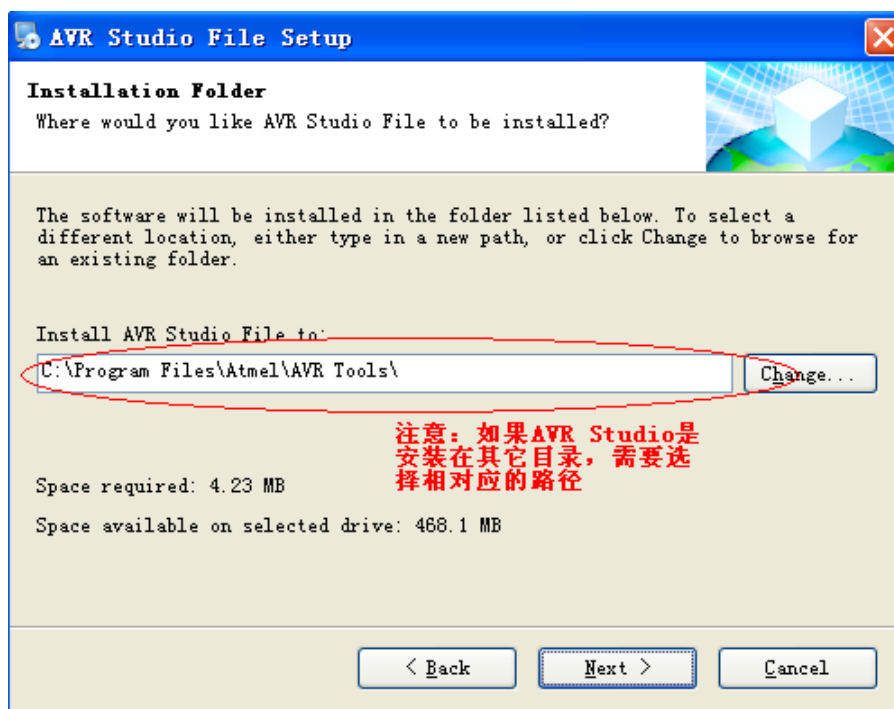 AVR Studio File Setup
Installation Folder
Where would you like AVR Studio File to be installed?
The software will be installed in the folder listed below. To select a
different location, either type in a new path, or click Change to browse for
an existing folder.
Install AVR Studio File to:
C:\Program Files\Atmel\AVR Tools\
Change...
注意：如果AVR Studio是
安装在其它目录，需要选
择相对应的路径
Space required: 4.23 MB
Space available on selected drive: 468.1 MB
< Back
Next >
Cancel